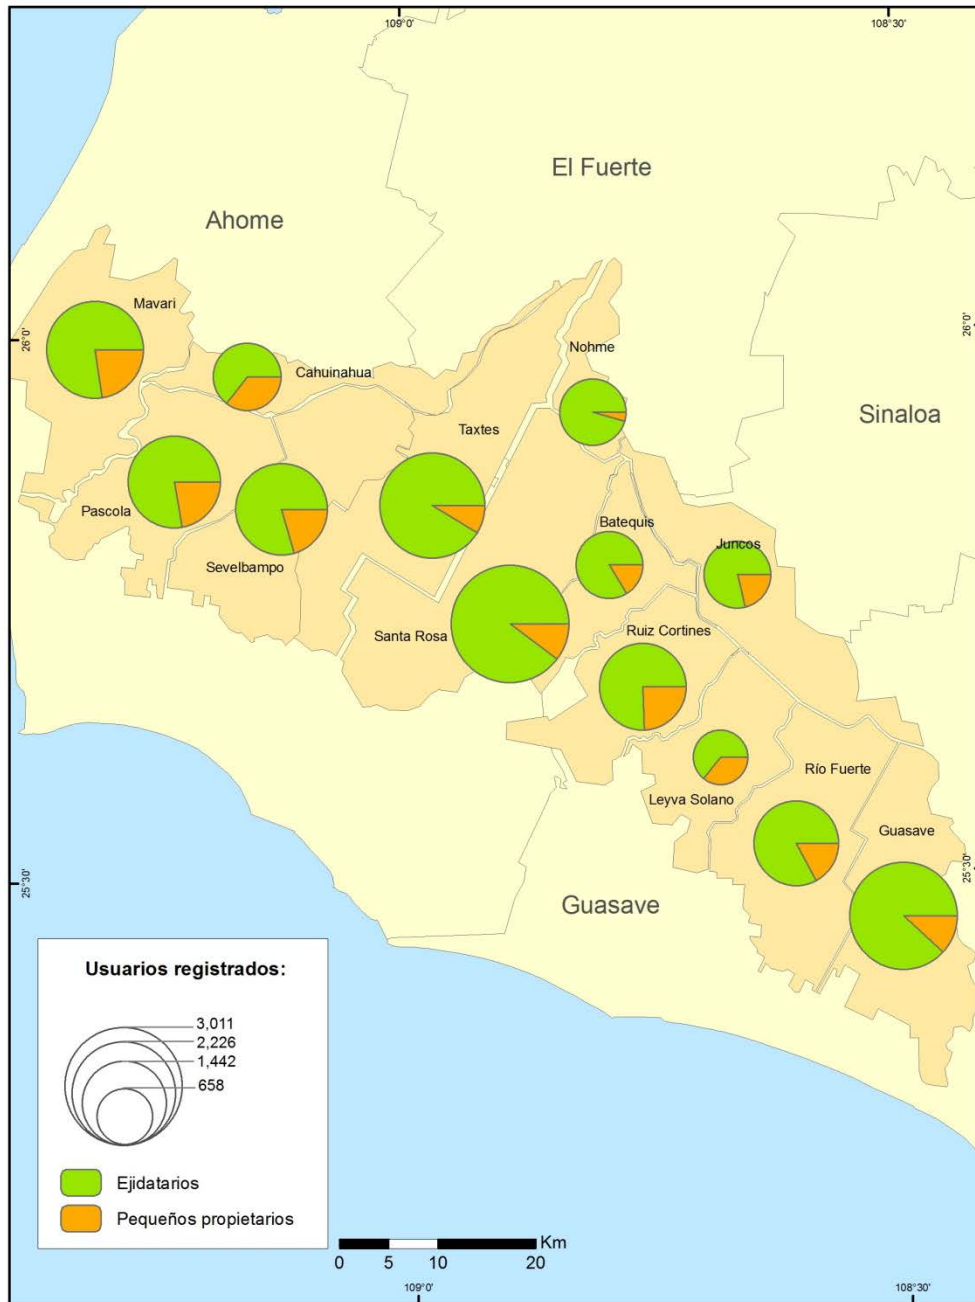 109°0'
108°30'
El Fuerte
Ahome
Mavari
26°0'
26°0'
Nohme
Cahuinahua
Sinaloa
Taxtes
Pascola
Batequis
Juncos
Sevelbampo
Santa Rosa
Ruiz Cortines
Río Fuerte
Leyva Solano
Guasave
25°30'
25°30'
Guasave
Usuarios registrados:
3,011
2,226
1,442
658
Ejidatarios
Pequeños propietarios
Km
0 5 10 20
109°0'
108°30'